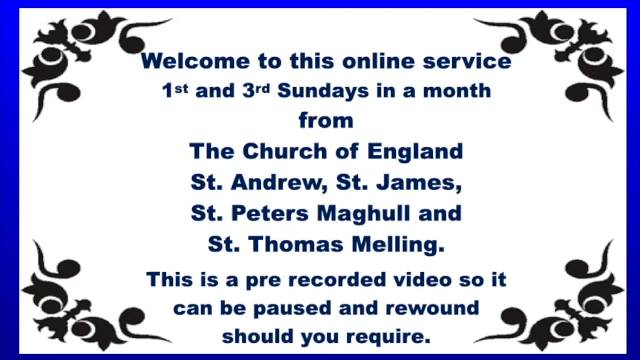 Welcome to this online service
1st and 3rd Sundays in a month
from
The Church of England
St. Andrew, St. James,
St. Peters Maghull and
St. Thomas Melling.
This is a pre recorded video so it
can be paused and rewound
should you require.